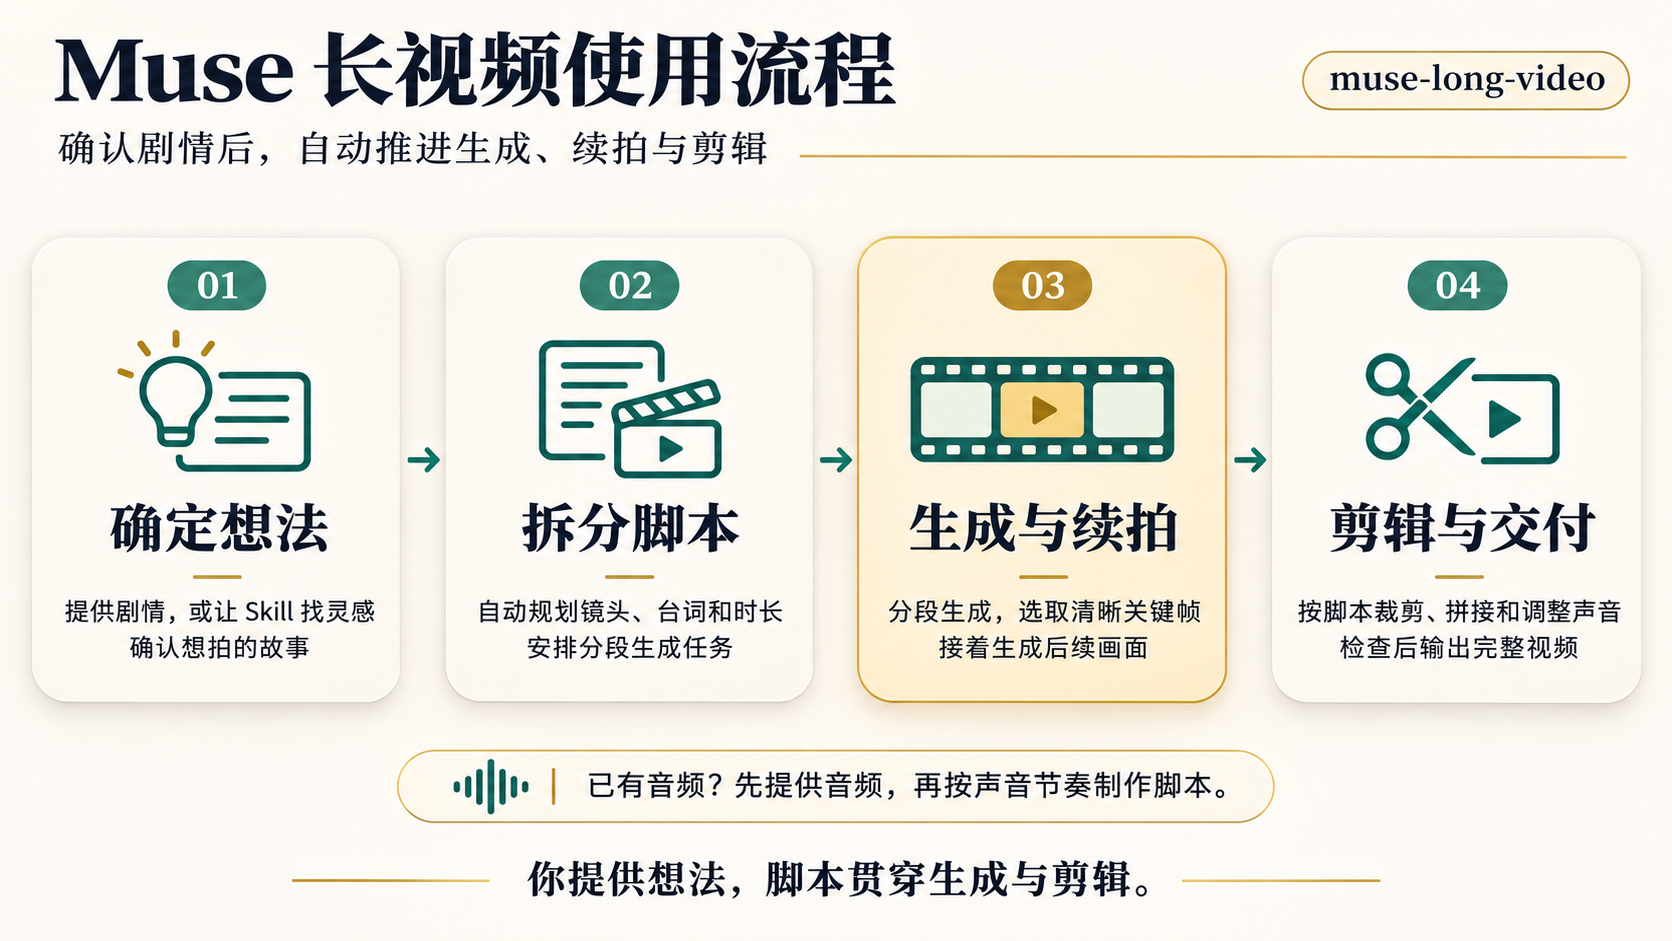 Muse 长视频使用流程
muse-long-video
确认剧情后，自动推进生成、续拍与剪辑
01
确定想法
提供剧情，或让 Skill 找灵感
确认想拍的故事
02
拆分脚本
自动规划镜头、台词和时长
安排分段生成任务
03
生成与续拍
分段生成，选取清晰关键帧
接着生成后续画面
04
剪辑与交付
按脚本裁剪、拼接和调整声音
检查后输出完整视频
已有音频？先提供音频，再按声音节奏制作脚本。
你提供想法，脚本贯穿生成与剪辑。